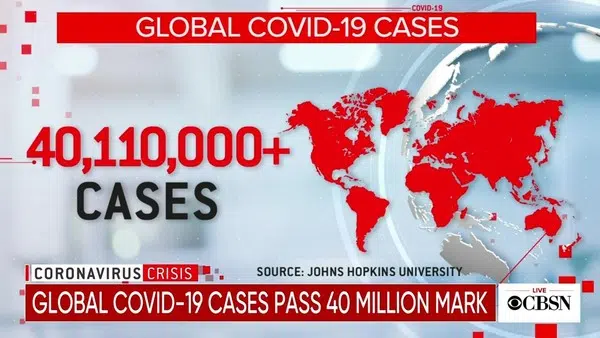 COVID-19
GLOBAL COVID-19 CASES
40,110,000+
CASES
SOURCE: JOHNS HOPKINS UNIVERSITY
CORONAVIRUS CRISIS
GLOBAL COVID-19 CASES PASS 40 MILLION MARK
LIVE
CBSN